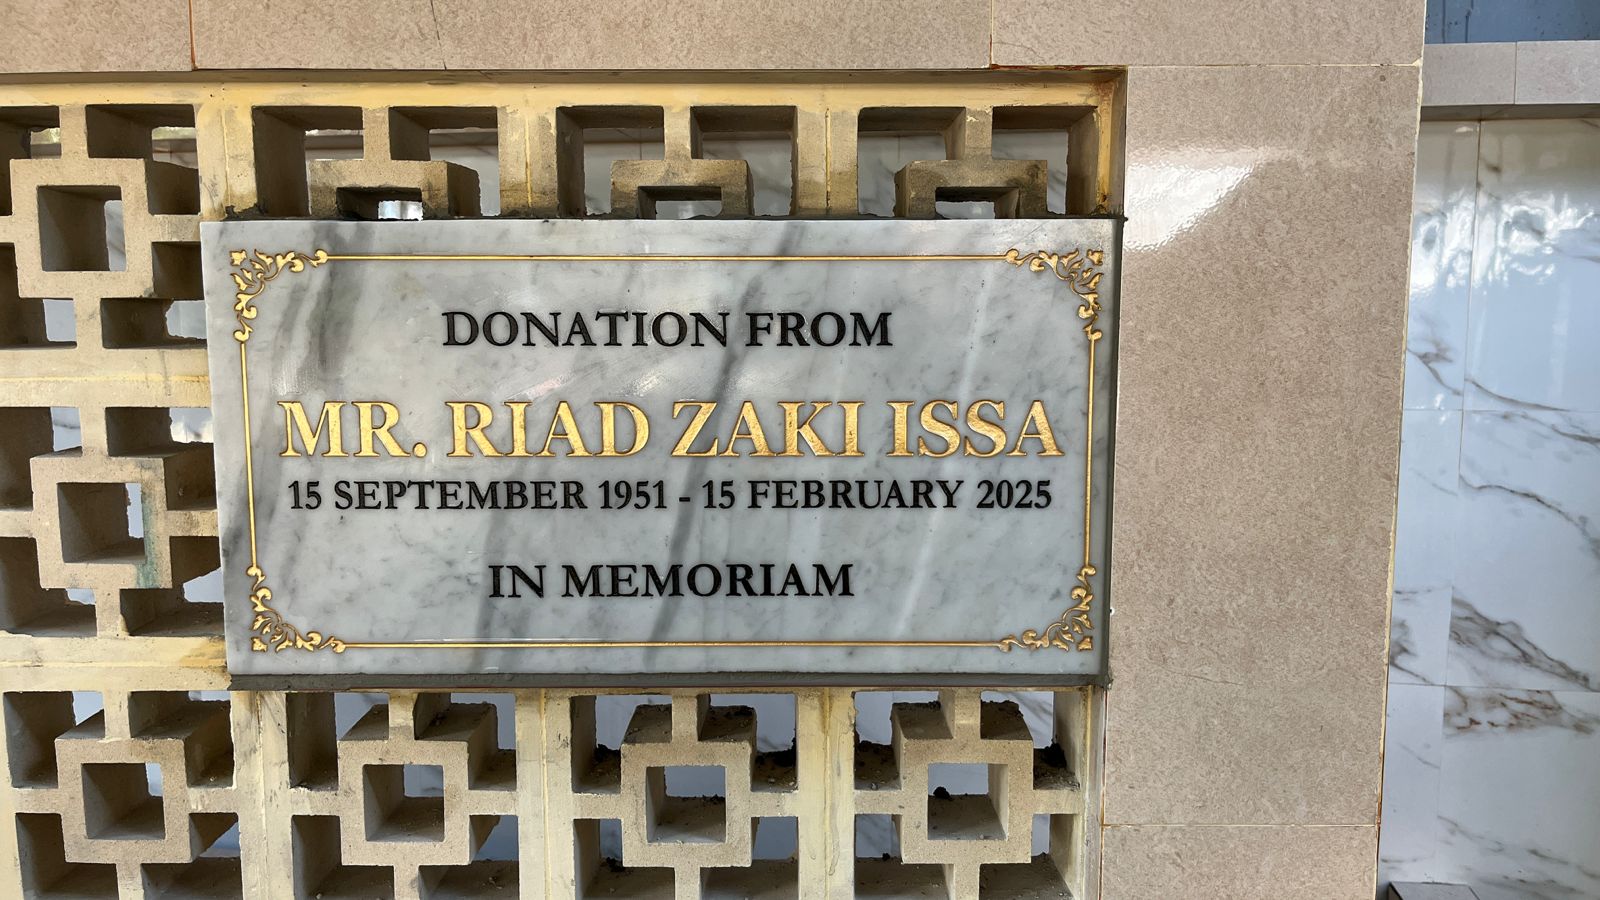 DONATION FROM
MR. RIAD ZAKI ISSA
15 SEPTEMBER 1951 - 15 FEBRUARY 2025
IN MEMORIAM